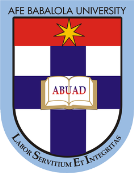 AFE BABALOLA UNIVERSITY
ABUAD
LABOR SERVITIUM ET INTEGRITAS